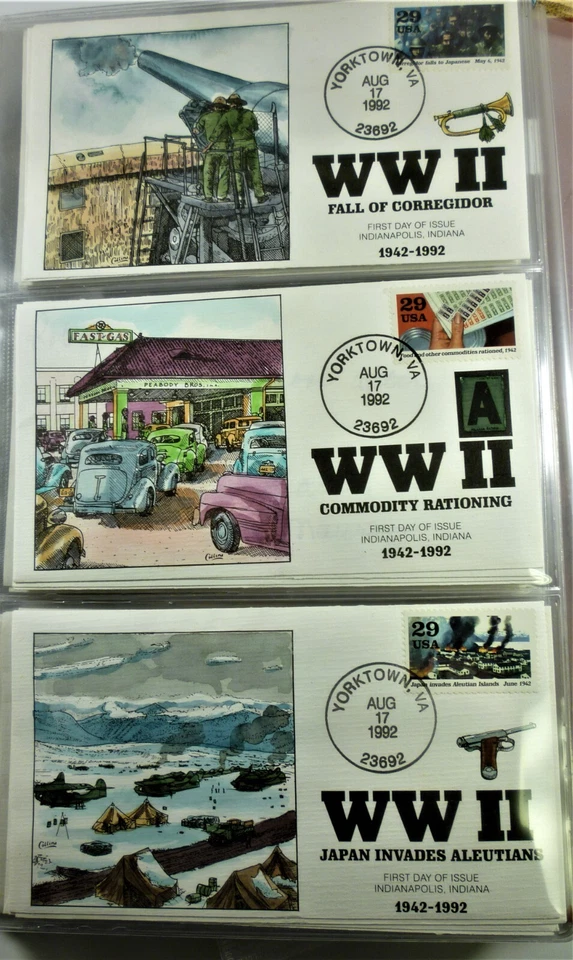 29
USA
Corregidor falls to Japanese May 6, 1942
YORKTOWN, VA
AUG
17
1992
23692
WW II
FALL OF CORREGIDOR
FIRST DAY OF ISSUE
INDIANAPOLIS, INDIANA
1942-1992
Collins
29
USA
Food and other commodities rationed, 1942
YORKTOWN, VA
AUG
17
1992
23692
A
WW II
COMMODITY RATIONING
FIRST DAY OF ISSUE
INDIANAPOLIS, INDIANA
1942-1992
FAST-GAS
PEABODY BROS.
Collins
29
USA
Japan invades Aleutian Islands June 1942
YORKTOWN, VA
AUG
17
1992
23692
WW II
JAPAN INVADES ALEUTIANS
FIRST DAY OF ISSUE
INDIANAPOLIS, INDIANA
1942-1992
Collins